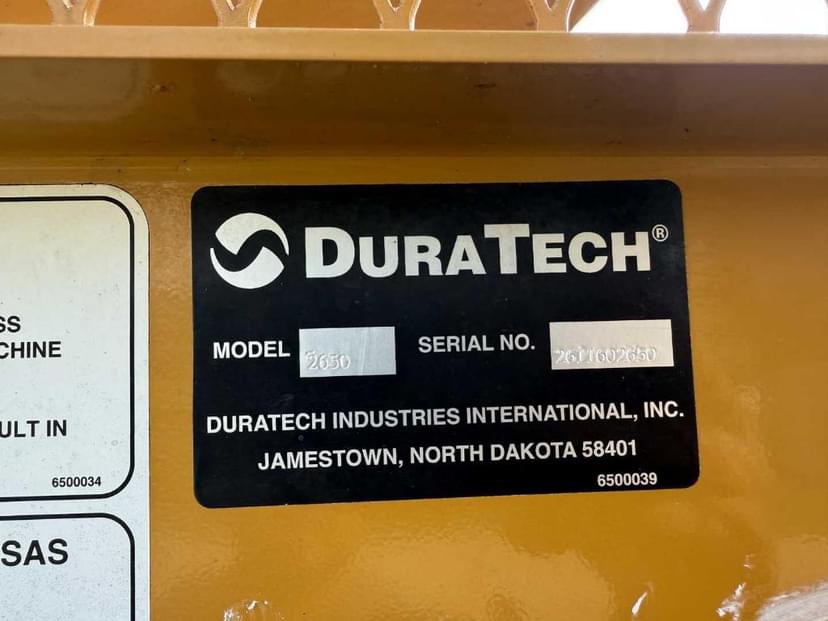 DURATECH®
MODEL 2650 SERIAL NO. 2611602650
DURATECH INDUSTRIES INTERNATIONAL, INC.
JAMESTOWN, NORTH DAKOTA 58401
6500039
SS
CHINE
ULT IN
6500034
SAS